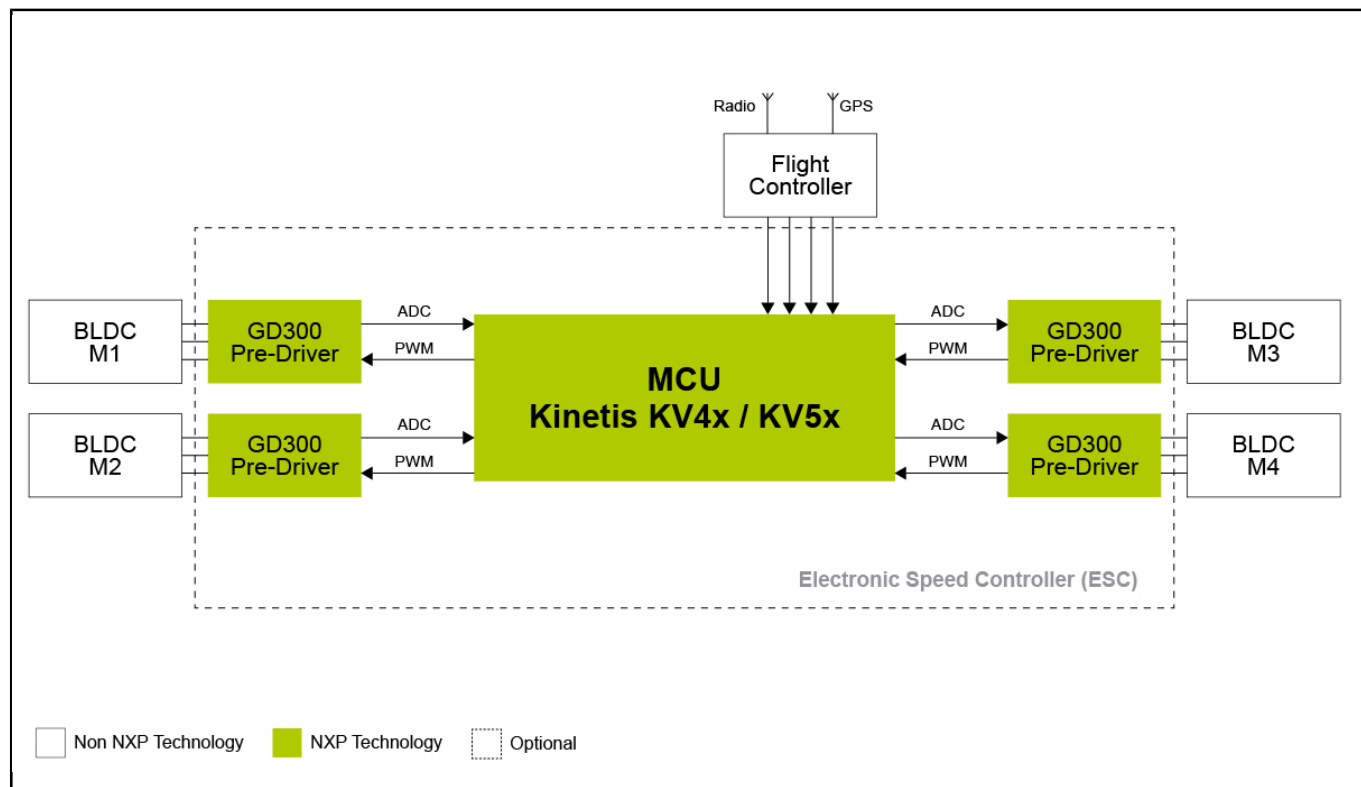 Radio
GPS
Flight
Controller
BLDC
M1
GD300
Pre-Driver
ADC
PWM
MCU
Kinetis KV4x / KV5x
ADC
PWM
GD300
Pre-Driver
BLDC
M3
BLDC
M2
GD300
Pre-Driver
ADC
PWM
ADC
PWM
GD300
Pre-Driver
BLDC
M4
Electronic Speed Controller (ESC)
Non NXP Technology
NXP Technology
Optional